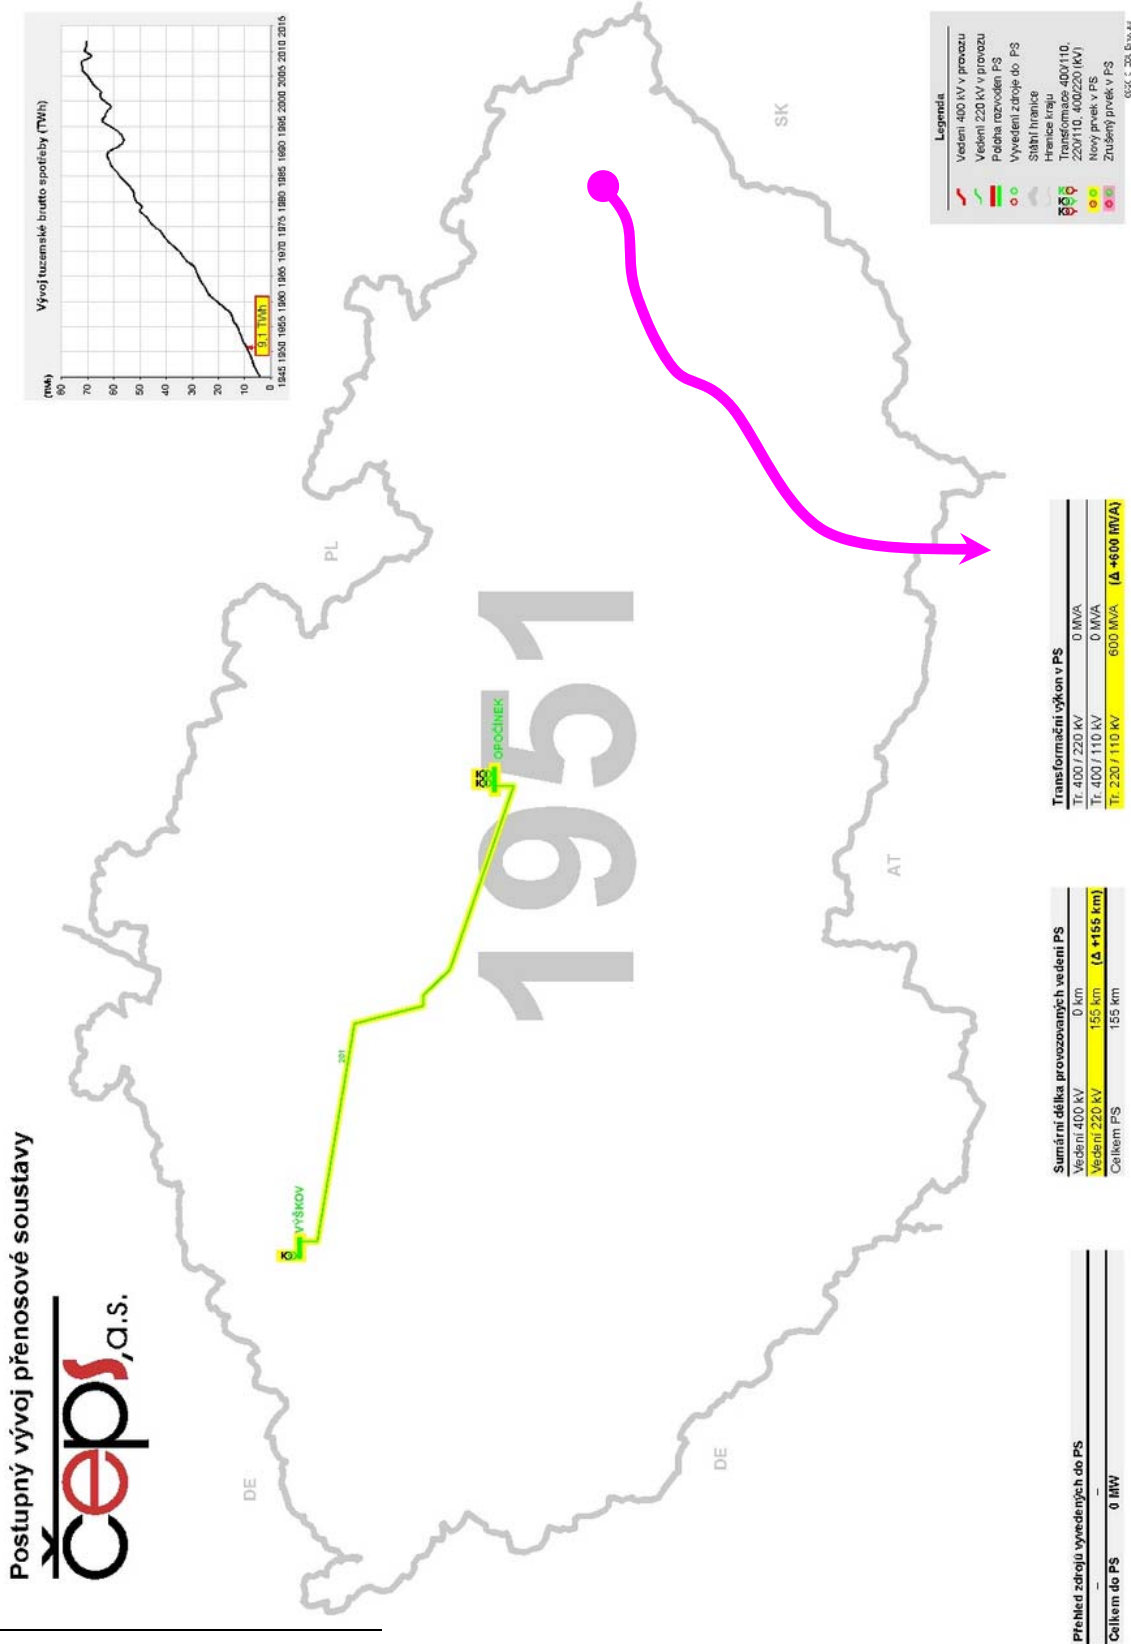 Postupný vývoj přenosové soustavy
čeps,a.s.
Vývoj tuzemské brutto spotřeby (TWh)
(TWh)
80
70
60
50
40
30
20
10
0
1945 1950 1955 1960 1965 1970 1975 1980 1985 1990 1995 2000 2005 2010 2015
9,1 TWh
DE
PL
SK
DE
AT
1951
VÝŠKOV
201
OPOČÍNEK
Legenda
Vedení 400 kV v provozu
Vedení 220 kV v provozu
Poloha rozvoden PS
Vyvedení zdroje do PS
Státní hranice
Hranice kraju
Transformace 400/110,
220/110, 400/220 (kV)
Nový prvek v PS
Zrušený prvek v PS
Přehled zdrojů vyvedených do PS
– –
Celkem do PS 0 MW
Sumární délka provozovaných vedení PS
Vedení 400 kV 0 km
Vedení 220 kV 155 km (Δ +155 km)
Celkem PS 155 km
Transformační výkon v PS
Tr. 400 / 220 kV 0 MVA
Tr. 400 / 110 kV 0 MVA
Tr. 220 / 110 kV 600 MVA (Δ +600 MVA)